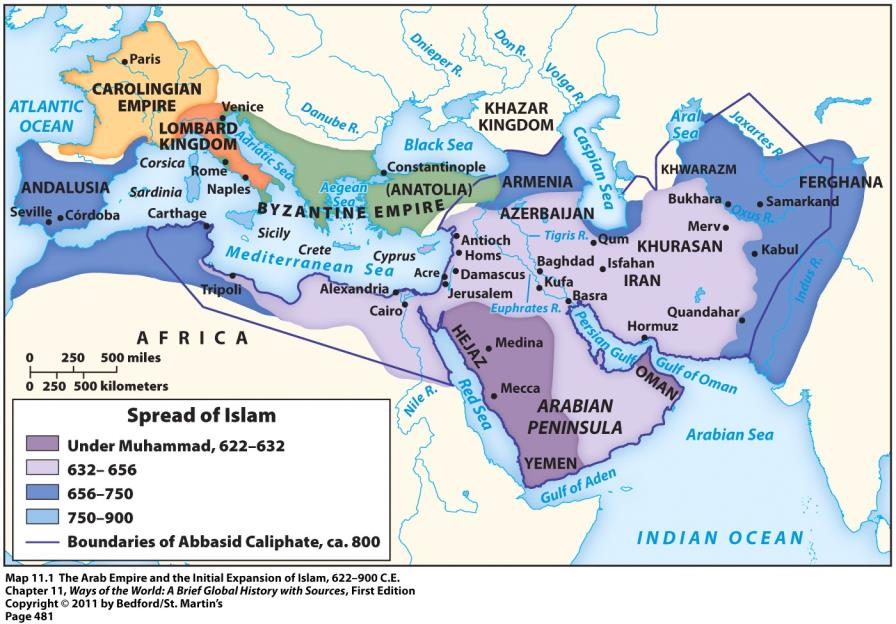 Paris
CAROLINGIAN
EMPIRE
ATLANTIC
OCEAN
Dnieper R.
Don R.
Volga R.
KHAZAR
KINGDOM
Aral
Sea
Jaxartes R.
Venice
LOMBARD
KINGDOM
Danube R.
Adriatic Sea
Black Sea
Caspian Sea
Corsica
Rome
Naples
Sardinia
Constantinople
Aegean
Sea
(ANATOLIA)
BYZANTINE EMPIRE
ARMENIA
KHWARAZM
FERGHANA
ANDALUSIA
Seville
Córdoba
Carthage
Sicily
Crete
Cyprus
Mediterranean Sea
AZERBAIJAN
Bukhara
Samarkand
Oxus R.
Merv
Tigris R.
Qum
KHURASAN
Kabul
Antioch
Homs
Baghdad
Isfahan
IRAN
Acre
Damascus
Kufa
Jerusalem
Basra
Euphrates R.
Indus R.
Tripoli
Alexandria
Cairo
Quandahar
Hormuz
Persian Gulf
Gulf of Oman
OMAN
AFRICA
HEJAZ
Medina
Mecca
Nile R.
Red Sea
ARABIAN
PENINSULA
YEMEN
Gulf of Aden
Arabian Sea
INDIAN OCEAN
0 250 500 miles
0 250 500 kilometers
Spread of Islam
Under Muhammad, 622–632
632– 656
656–750
750–900
Boundaries of Abbasid Caliphate, ca. 800
Map 11.1 The Arab Empire and the Initial Expansion of Islam, 622–900 C.E.
Chapter 11, Ways of the World: A Brief Global History with Sources, First Edition
Copyright © 2011 by Bedford/St. Martin's
Page 481